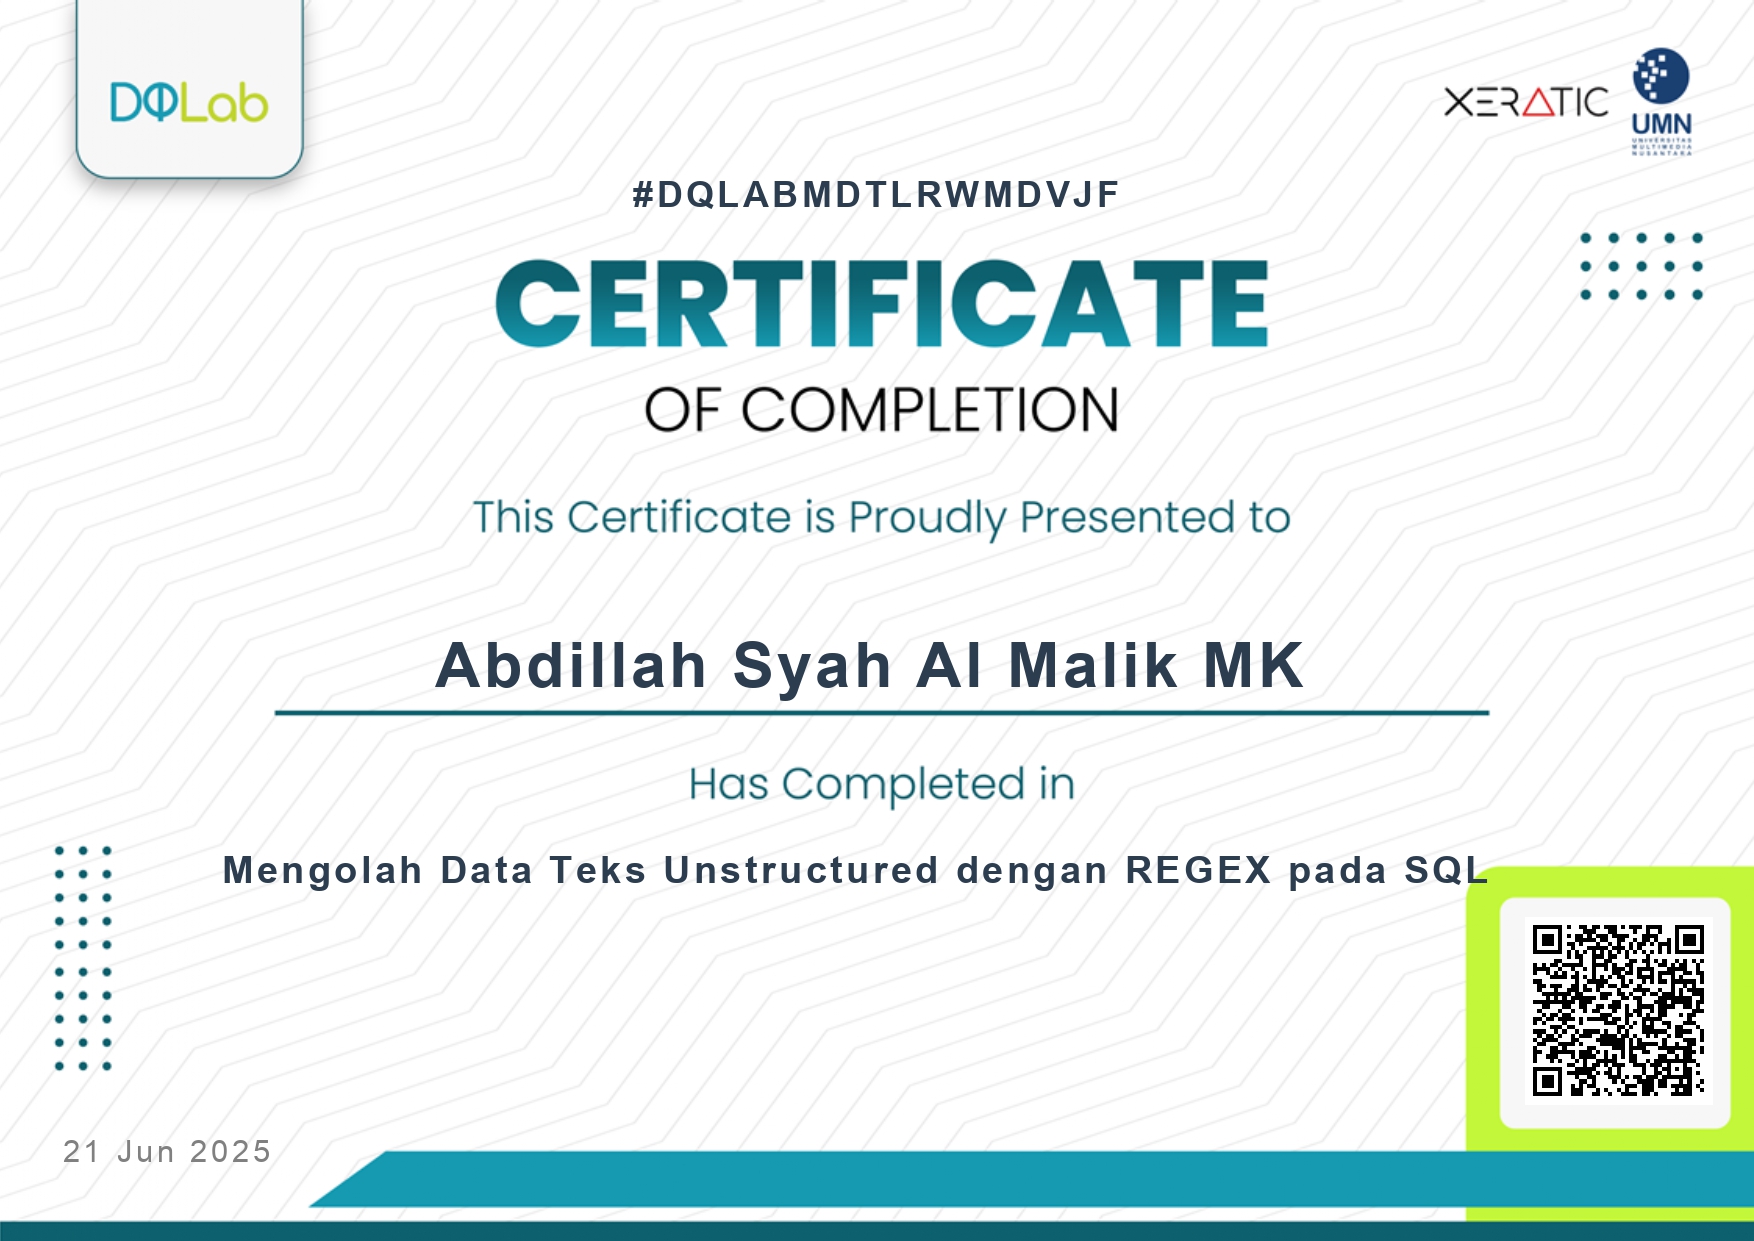 DQLab
XERATIC
UMN
UNIVERSITAS
MULTIMEDIA
NUSANTARA
#DQLABMDTLRWMDVJF
CERTIFICATE
OF COMPLETION
This Certificate is Proudly Presented to
Abdillah Syah Al Malik MK
Has Completed in
Mengolah Data Teks Unstructured dengan REGEX pada SQL
21 Jun 2025